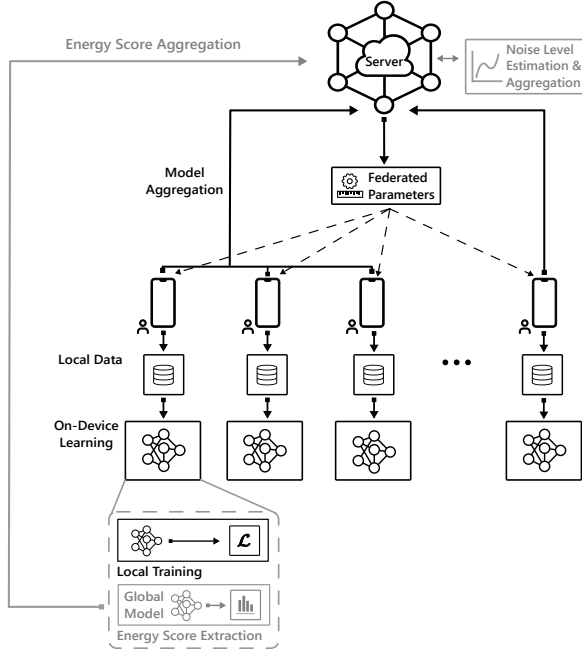 Energy Score Aggregation
Server
Noise Level
Estimation &
Aggregation
Model
Aggregation
Federated
Parameters
Local Data
On-Device
Learning
ℒ
Local Training
Global
Model
Energy Score Extraction